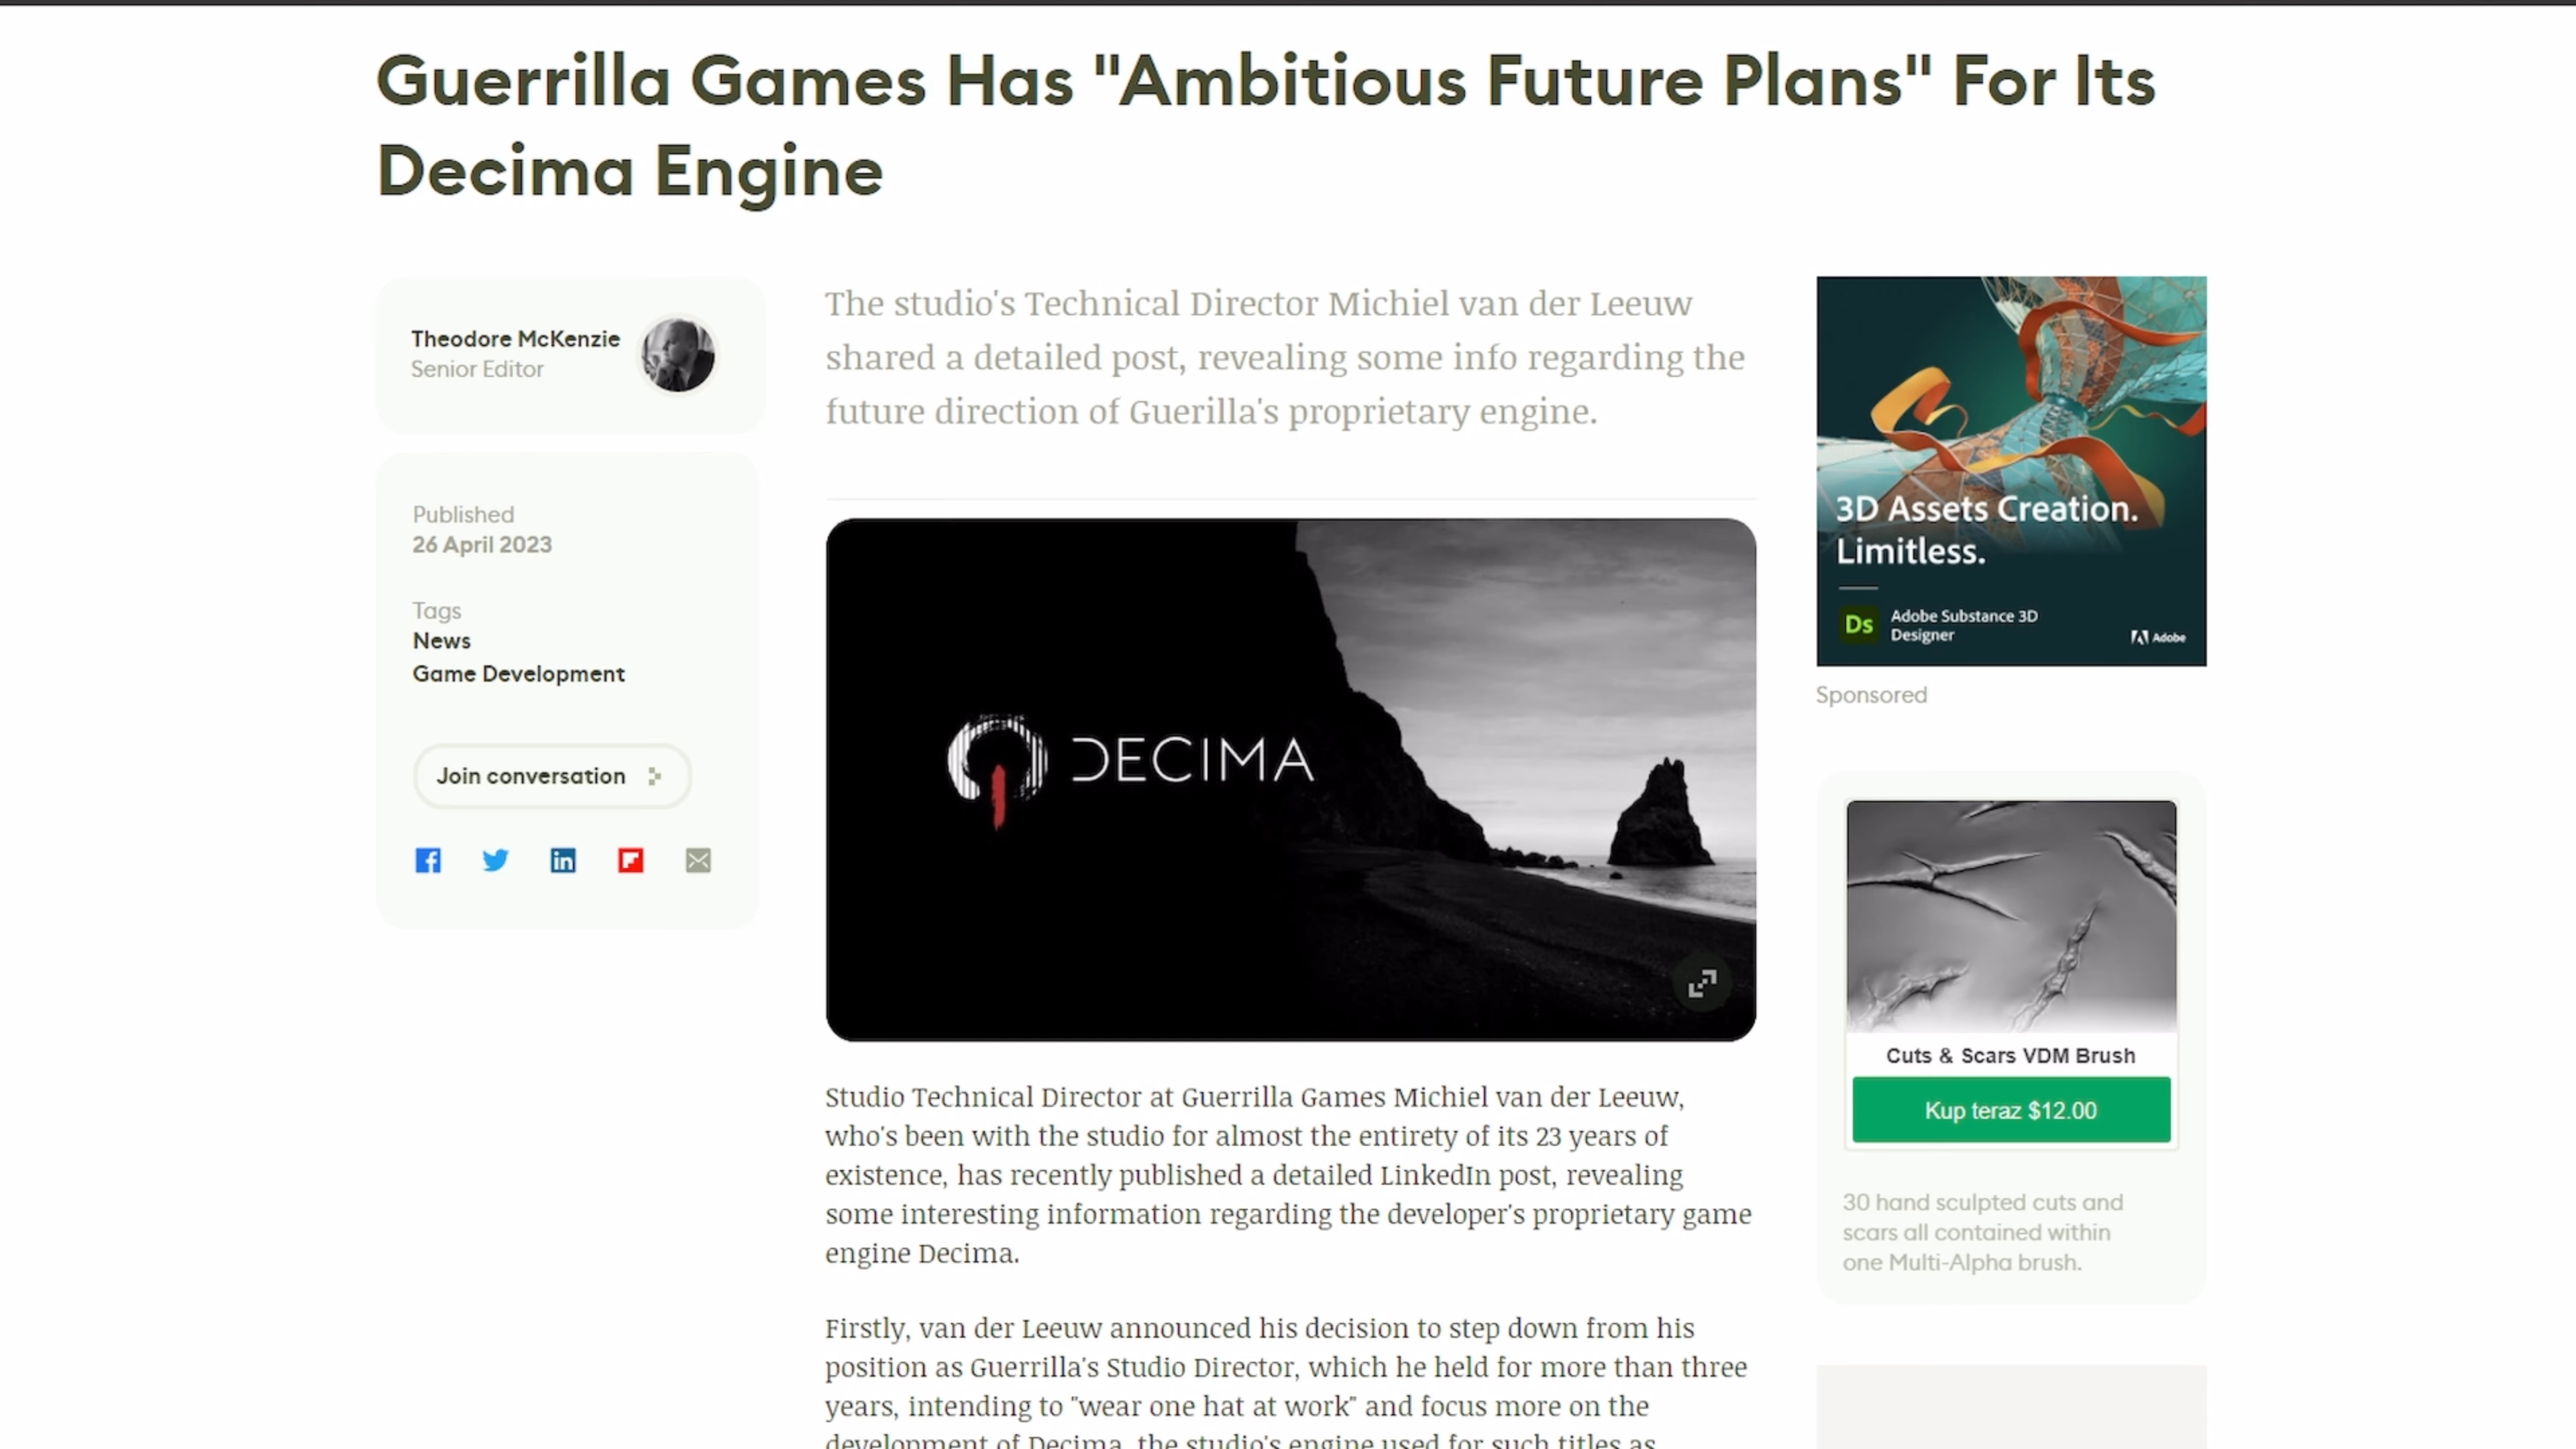 Guerrilla Games Has "Ambitious Future Plans" For Its
Decima Engine
Theodore McKenzie
Senior Editor
Published
26 April 2023
Tags
News
Game Development
Join conversation
The studio's Technical Director Michiel van der Leeuw
shared a detailed post, revealing some info regarding the
future direction of Guerilla's proprietary engine.
DECIMA
Studio Technical Director at Guerrilla Games Michiel van der Leeuw,
who's been with the studio for almost the entirety of its 23 years of
existence, has recently published a detailed LinkedIn post, revealing
some interesting information regarding the developer's proprietary game
engine Decima.
Firstly, van der Leeuw announced his decision to step down from his
position as Guerrilla's Studio Director, which he held for more than three
years, intending to "wear one hat at work" and focus more on the
development of Decima, the studio's engine used for such titles as
3D Assets Creation.
Limitless.
Ds
Adobe Substance 3D
Designer
Adobe
Sponsored
Cuts & Scars VDM Brush
Kup teraz $12.00
30 hand sculpted cuts and
scars all contained within
one Multi-Alpha brush.